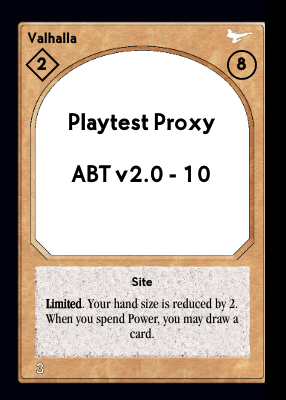 Valhalla
2
8
Playtest Proxy
ABT v2.0 - 10
Site
Limited. Your hand size is reduced by 2.
When you spend Power, you may draw a
card.
3